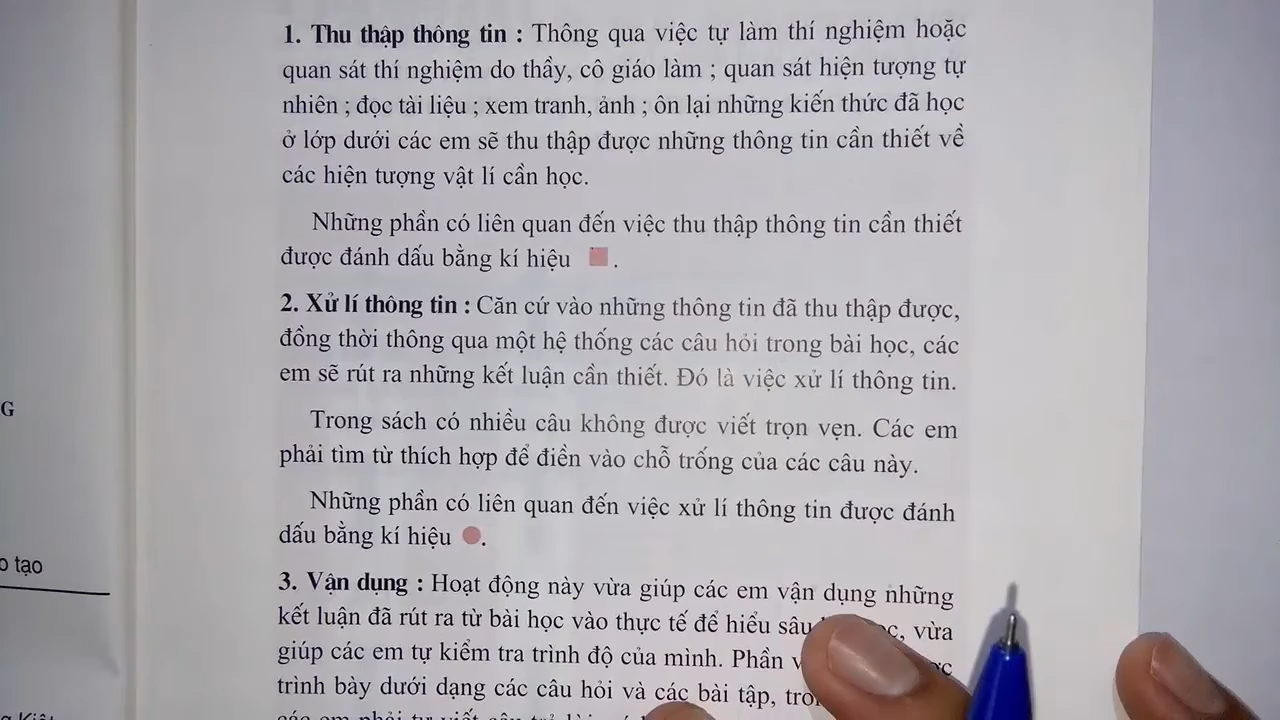 1. Thu thập thông tin : Thông qua việc tự làm thí nghiệm hoặc
quan sát thí nghiệm do thầy, cô giáo làm ; quan sát hiện tượng tự
nhiên ; đọc tài liệu ; xem tranh, ảnh ; ôn lại những kiến thức đã học
ở lớp dưới các em sẽ thu thập được những thông tin cần thiết về
các hiện tượng vật lí cần học.
Những phần có liên quan đến việc thu thập thông tin cần thiết
được đánh dấu bằng kí hiệu .
2. Xử lí thông tin : Căn cứ vào những thông tin đã thu thập được,
đồng thời thông qua một hệ thống các câu hỏi trong bài học, các
em sẽ rút ra những kết luận cần thiết. Đó là việc xử lí thông tin.
Trong sách có nhiều câu không được viết trọn vẹn. Các em
phải tìm từ thích hợp để điền vào chỗ trống của các câu này.
Những phần có liên quan đến việc xử lí thông tin được đánh
dấu bằng kí hiệu .
3. Vận dụng : Hoạt động này vừa giúp các em vận dụng những
kết luận đã rút ra từ bài học vào thực tế để hiểu sâu vừa
giúp các em tự kiểm tra trình độ của mình. Phần
trình bày dưới dạng các câu hỏi và các bài tập,
G
tạo